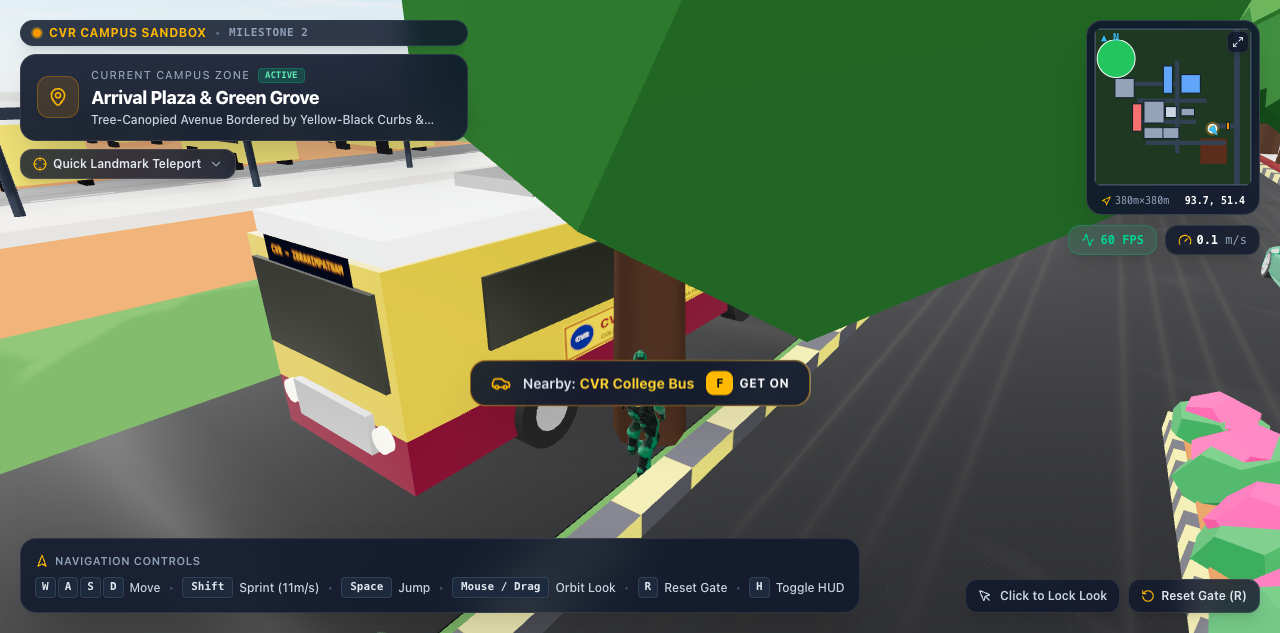 CVR CAMPUS SANDBOX • MILESTONE 2
CURRENT CAMPUS ZONE ACTIVE
Arrival Plaza & Green Grove
Tree-Canopied Avenue Bordered by Yellow-Black Curbs &...
Quick Landmark Teleport
N
380m×380m 93.7, 51.4
60 FPS 0.1 m/s
CVR - IBRAHIMPATNAM
CVR
Nearby: CVR College Bus F GET ON
NAVIGATION CONTROLS
W A S D Move • Shift Sprint (11m/s) • Space Jump • Mouse / Drag Orbit Look • R Reset Gate • H Toggle HUD
Click to Lock Look
Reset Gate (R)